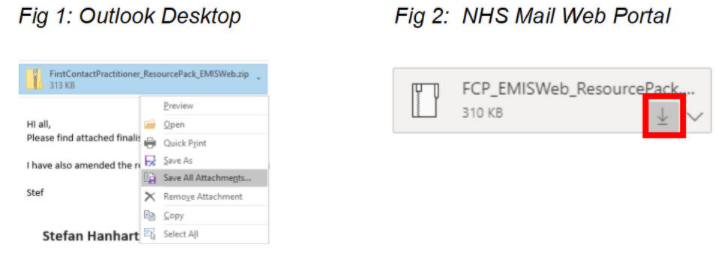 Fig 1: Outlook Desktop
Fig 2: NHS Mail Web Portal
FirstContactPractitioner_ResourcePack_EMISWeb.zip
313 KB
Preview
Open
Quick Print
Save As
Save All Attachments...
Remove Attachment
Copy
Select All
HI all,
Please find attached finalis
I have also amended the r
Stef
Stefan Hanhart
FCP_EMISWeb_ResourcePack....
310 KB